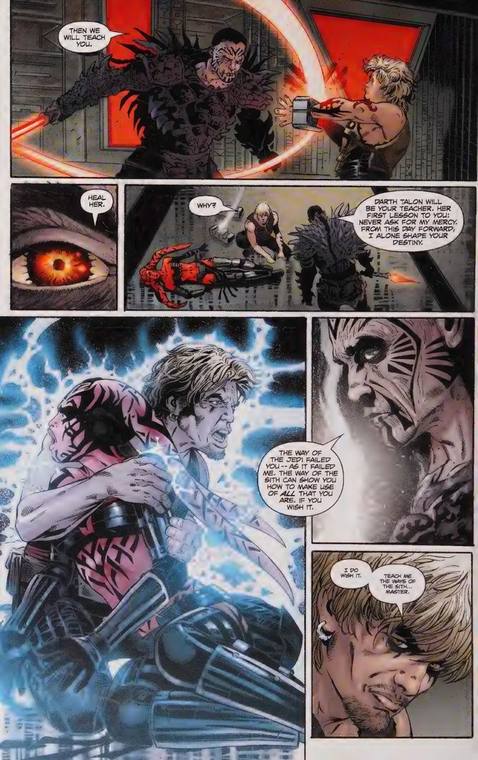 THEN WE
WILL TEACH
YOU.
HEAL
HER.
WHY?
DARTH TALON WILL
BE YOUR TEACHER. HER
FIRST LESSON TO YOU:
NEVER ASK FOR MY MERCY.
FROM THIS DAY FORWARD,
I ALONE SHAPE YOUR
DESTINY.
THE WAY OF
THE JEDI FAILED
YOU -- AS IT FAILED
ME. THE WAY OF THE
SITH CAN SHOW YOU
HOW TO MAKE USE
OF ALL THAT YOU
ARE. IF YOU
WISH IT.
I DO
WISH IT.
TEACH ME
THE WAYS OF
THE SITH...
MASTER.